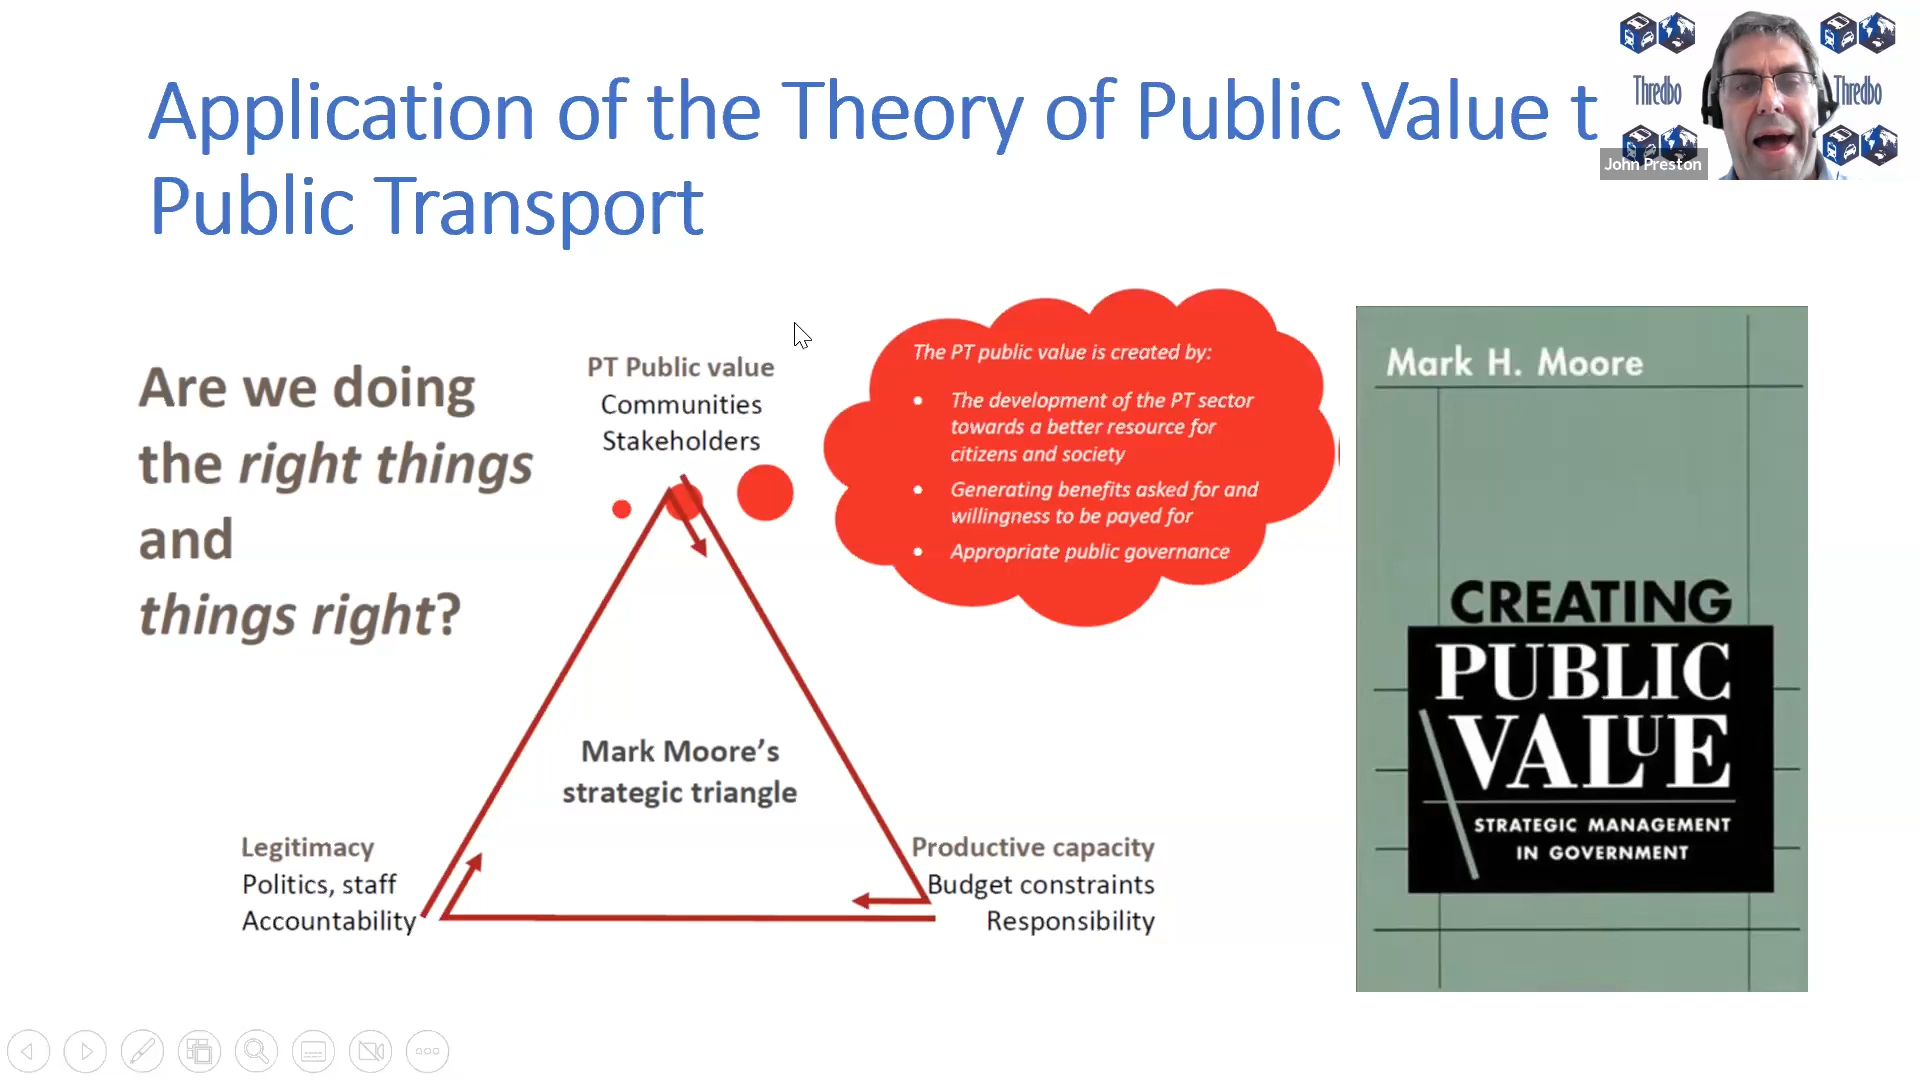 Application of the Theory of Public Value t
Public Transport
Thredbo
Thredbo
John Preston
Are we doing
the right things
and
things right?
PT Public value
Communities
Stakeholders
The PT public value is created by:
• The development of the PT sector
towards a better resource for
citizens and society
• Generating benefits asked for and
willingness to be payed for
• Appropriate public governance
Mark Moore's
strategic triangle
Legitimacy
Politics, staff
Accountability
Productive capacity
Budget constraints
Responsibility
Mark H. Moore
CREATING
PUBLIC
VALUE
STRATEGIC MANAGEMENT
IN GOVERNMENT